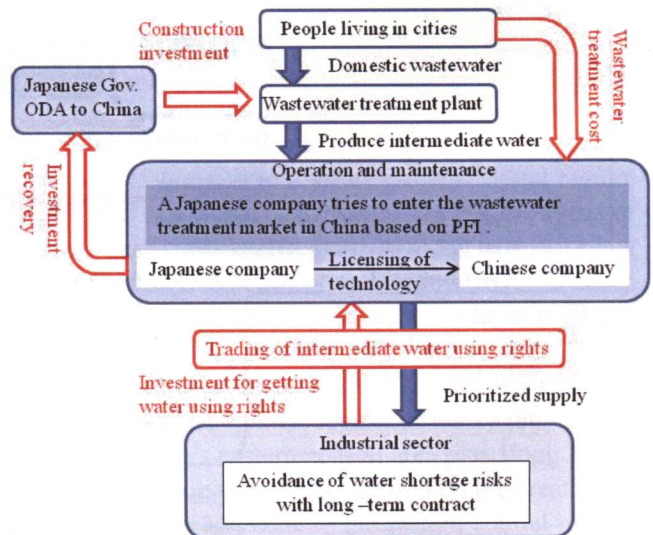 People living in cities
Construction
investment
Domestic wastewater
Wastewater
treatment cost
Japanese Gov.
ODA to China
Wastewater treatment plant
Produce intermediate water
Investment
recovery
Operation and maintenance
A Japanese company tries to enter the wastewater
treatment market in China based on PFI .
Japanese company
Licensing of
technology
Chinese company
Trading of intermediate water using rights
Investment for getting
water using rights
Prioritized supply
Industrial sector
Avoidance of water shortage risks
with long –term contract